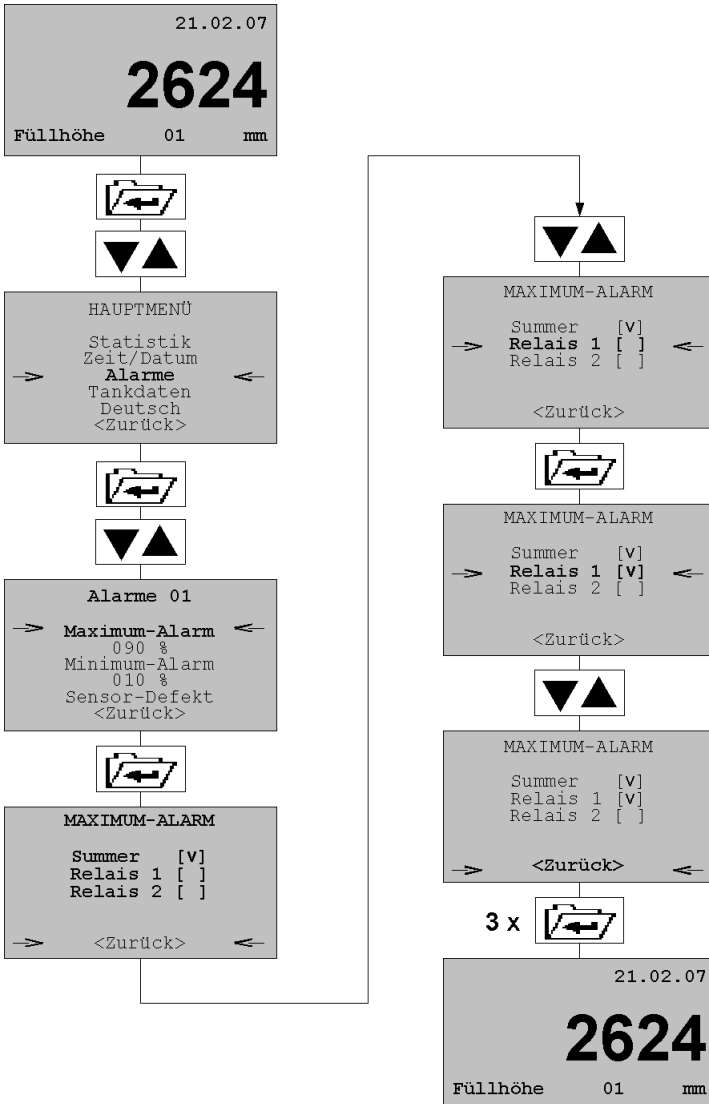 21.02.07
2624
Füllhöhe 01 mm
HAUPTMENÜ
Statistik
Zeit/Datum
Alarme
Tankdaten
Deutsch
<Zurück>
Alarme 01
Maximum-Alarm
090 %
Minimum-Alarm
010 %
Sensor-Defekt
<Zurück>
MAXIMUM-ALARM
Summer [v]
Relais 1 [ ]
Relais 2 [ ]
<Zurück>
MAXIMUM-ALARM
Summer [v]
Relais 1 [ ]
Relais 2 [ ]
<Zurück>
MAXIMUM-ALARM
Summer [v]
Relais 1 [v]
Relais 2 [ ]
<Zurück>
MAXIMUM-ALARM
Summer [v]
Relais 1 [v]
Relais 2 [ ]
<Zurück>
3 x
21.02.07
2624
Füllhöhe 01 mm